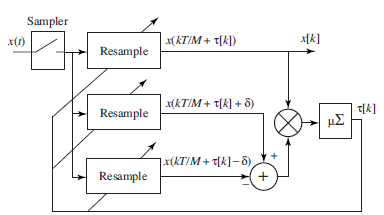 Sampler
x(t)
Resample
x(kT/M + τ[k])
x[k]
Resample
x(kT/M + τ[k] + δ)
τ[k]
μΣ
Resample
x(kT/M + τ[k] – δ)
+
+
–